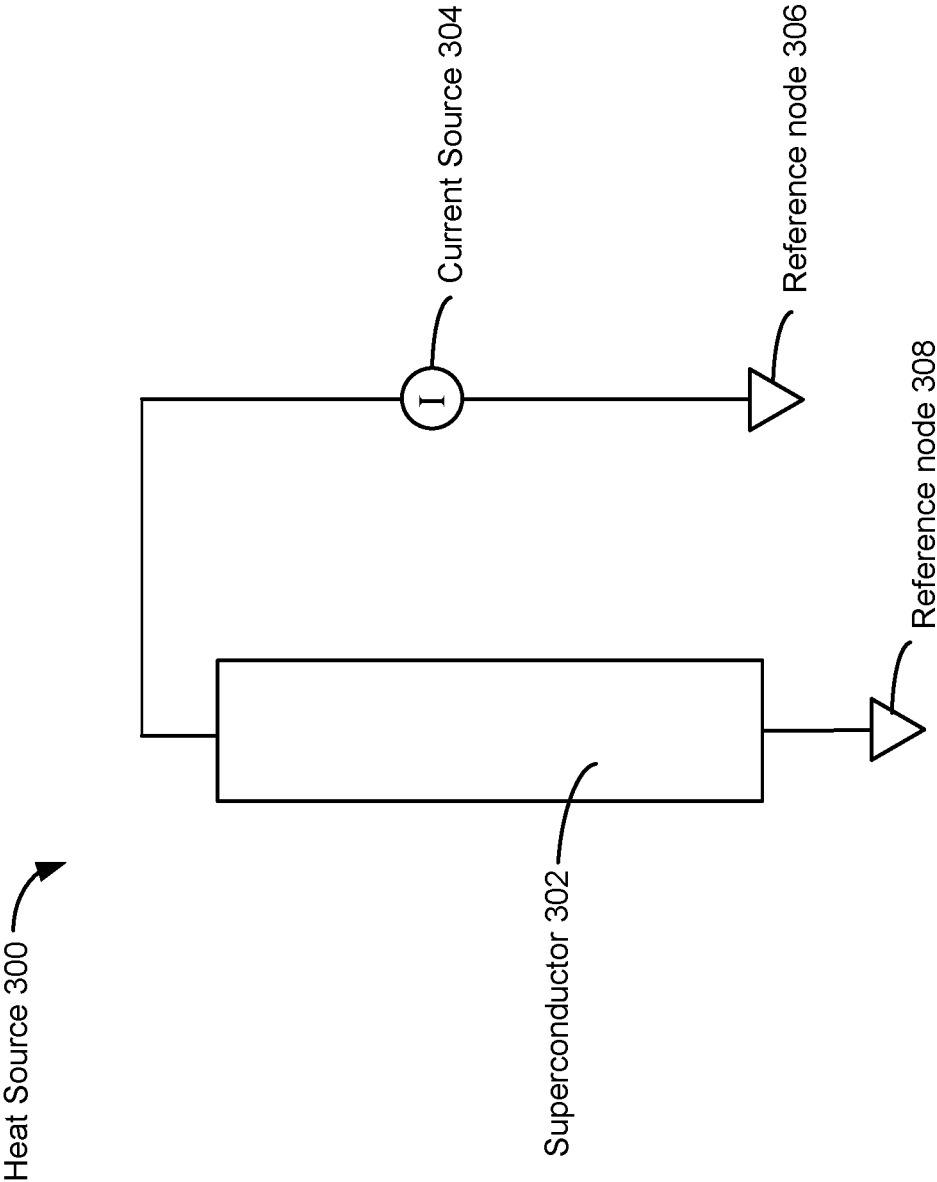 Heat Source 300
Superconductor 302
I
Current Source 304
Reference node 306
Reference node 308